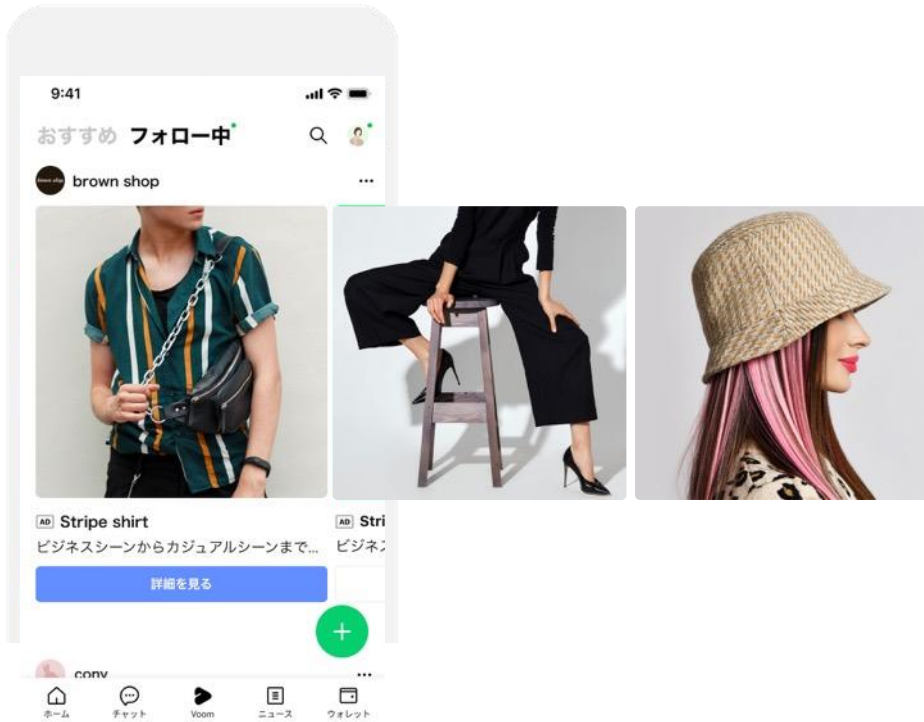 9:41
おすすめ フォロー中
brown shop
AD Stripe shirt
AD Stri
ビジネスシーンからカジュアルシーンまで...
ビジネス
詳細を見る
cony
ホーム
チャット
Voom
ニュース
ウォレット